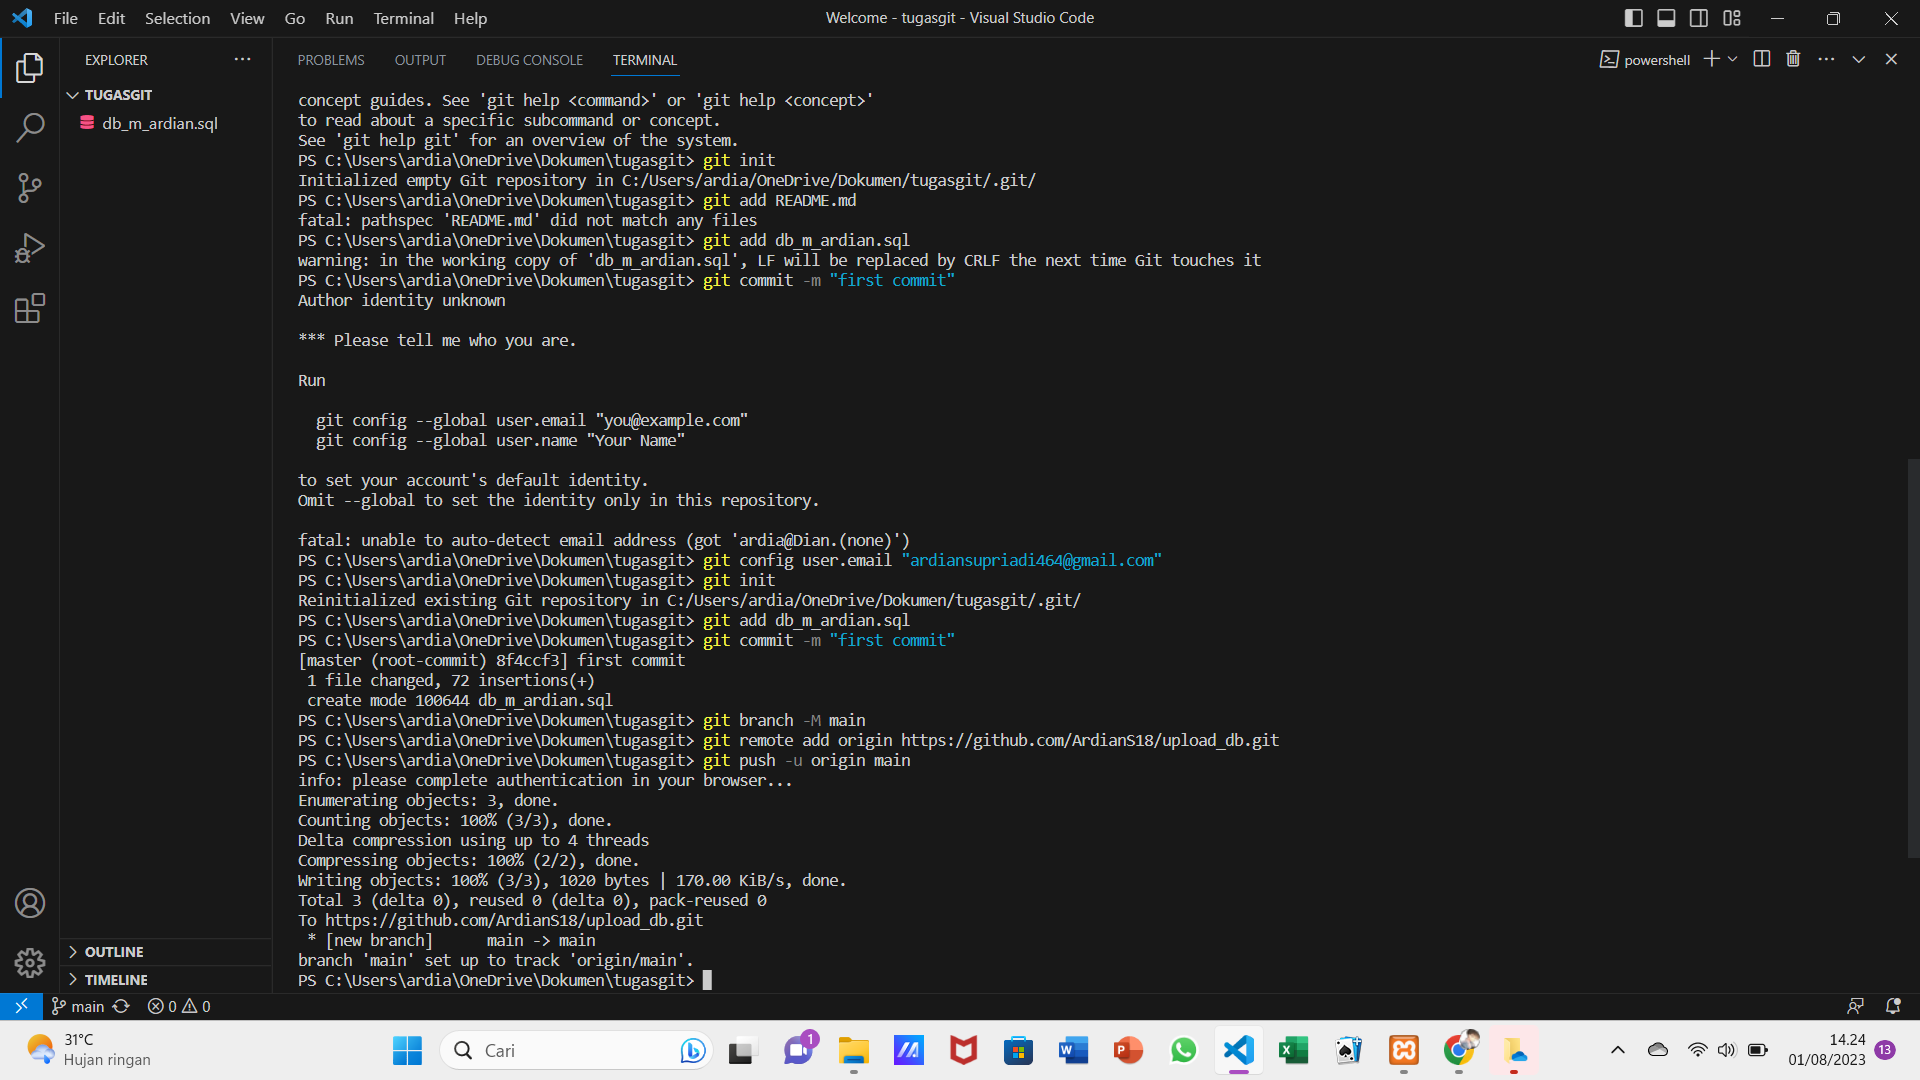 File Edit Selection View Go Run Terminal Help
Welcome - tugasgit - Visual Studio Code
EXPLORER
TUGASGIT
db_m_ardian.sql
OUTLINE
TIMELINE
PROBLEMS OUTPUT DEBUG CONSOLE TERMINAL
powershell
concept guides. See 'git help <command>' or 'git help <concept>'
to read about a specific subcommand or concept.
See 'git help git' for an overview of the system.
PS C:\Users\ardia\OneDrive\Dokumen\tugasgit> git init
Initialized empty Git repository in C:/Users/ardia/OneDrive/Dokumen/tugasgit/.git/
PS C:\Users\ardia\OneDrive\Dokumen\tugasgit> git add README.md
fatal: pathspec 'README.md' did not match any files
PS C:\Users\ardia\OneDrive\Dokumen\tugasgit> git add db_m_ardian.sql
warning: in the working copy of 'db_m_ardian.sql', LF will be replaced by CRLF the next time Git touches it
PS C:\Users\ardia\OneDrive\Dokumen\tugasgit> git commit -m "first commit"
Author identity unknown
*** Please tell me who you are.
Run
git config --global user.email "you@example.com"
git config --global user.name "Your Name"
to set your account's default identity.
Omit --global to set the identity only in this repository.
fatal: unable to auto-detect email address (got 'ardia@Dian.(none)')
PS C:\Users\ardia\OneDrive\Dokumen\tugasgit> git config user.email "ardiansupriadi464@gmail.com"
PS C:\Users\ardia\OneDrive\Dokumen\tugasgit> git init
Reinitialized existing Git repository in C:/Users/ardia/OneDrive/Dokumen/tugasgit/.git/
PS C:\Users\ardia\OneDrive\Dokumen\tugasgit> git add db_m_ardian.sql
PS C:\Users\ardia\OneDrive\Dokumen\tugasgit> git commit -m "first commit"
[master (root-commit) 8f4ccf3] first commit
1 file changed, 72 insertions(+)
create mode 100644 db_m_ardian.sql
PS C:\Users\ardia\OneDrive\Dokumen\tugasgit> git branch -M main
PS C:\Users\ardia\OneDrive\Dokumen\tugasgit> git remote add origin https://github.com/ArdianS18/upload_db.git
PS C:\Users\ardia\OneDrive\Dokumen\tugasgit> git push -u origin main
info: please complete authentication in your browser...
Enumerating objects: 3, done.
Counting objects: 100% (3/3), done.
Delta compression using up to 4 threads
Compressing objects: 100% (2/2), done.
Writing objects: 100% (3/3), 1020 bytes | 170.00 KiB/s, done.
Total 3 (delta 0), reused 0 (delta 0), pack-reused 0
To https://github.com/ArdianS18/upload_db.git
* [new branch] main -> main
branch 'main' set up to track 'origin/main'.
PS C:\Users\ardia\OneDrive\Dokumen\tugasgit>
main 0 0
31°C
Hujan ringan
Cari
1
14.24
01/08/2023
13